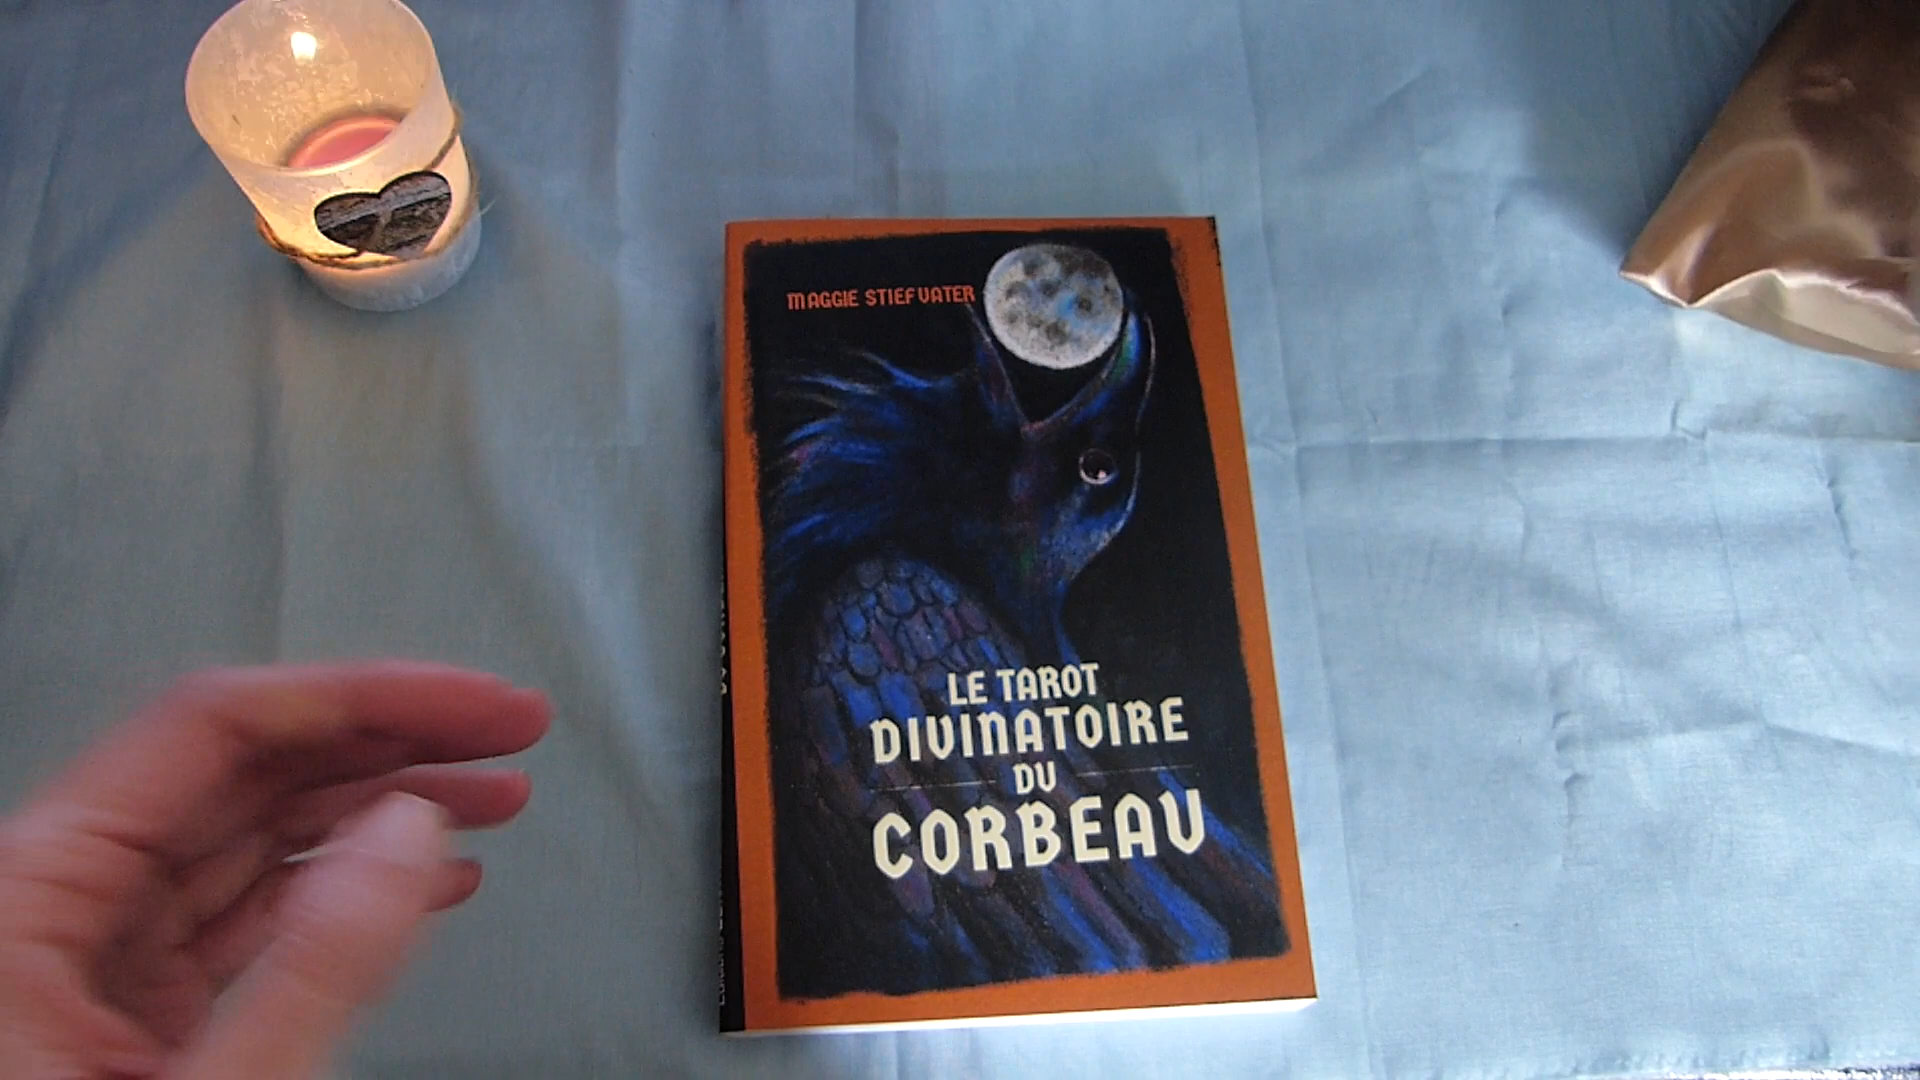 MAGGIE STIEFVATER
LE TAROT
DIVINATOIRE
DU
CORBEAU